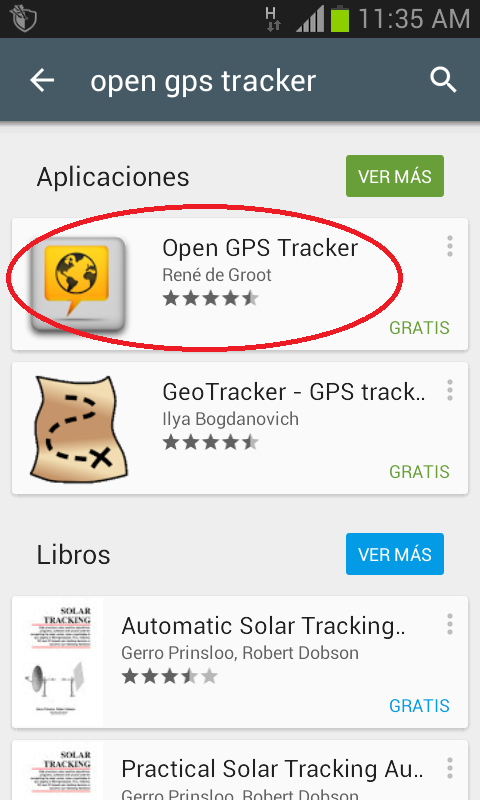 H 11:35 AM
open gps tracker
Aplicaciones VER MÁS
Open GPS Tracker
René de Groot
GRATIS
GeoTracker - GPS track..
Ilya Bogdanovich
GRATIS
Libros VER MÁS
SOLAR
TRACKING
Automatic Solar Tracking..
Gerro Prinsloo, Robert Dobson
GRATIS
SOLAR
TRACKING
Practical Solar Tracking Au..
Gerro Prinsloo, Robert Dobson